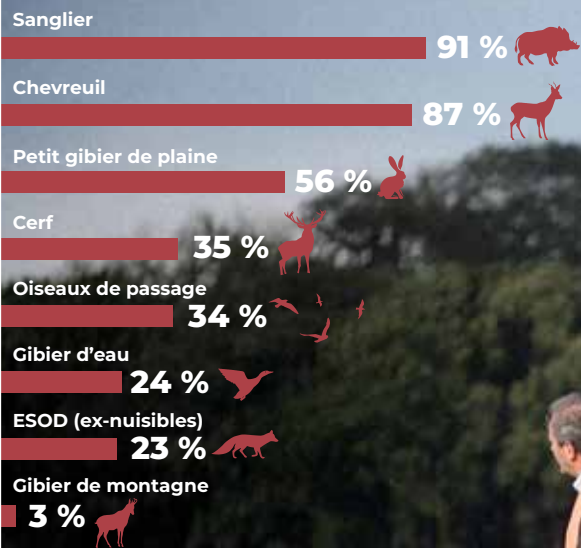 Sanglier
91 %
Chevreuil
87 %
Petit gibier de plaine
56 %
Cerf
35 %
Oiseaux de passage
34 %
Gibier d’eau
24 %
ESOD (ex-nuisibles)
23 %
Gibier de montagne
3 %